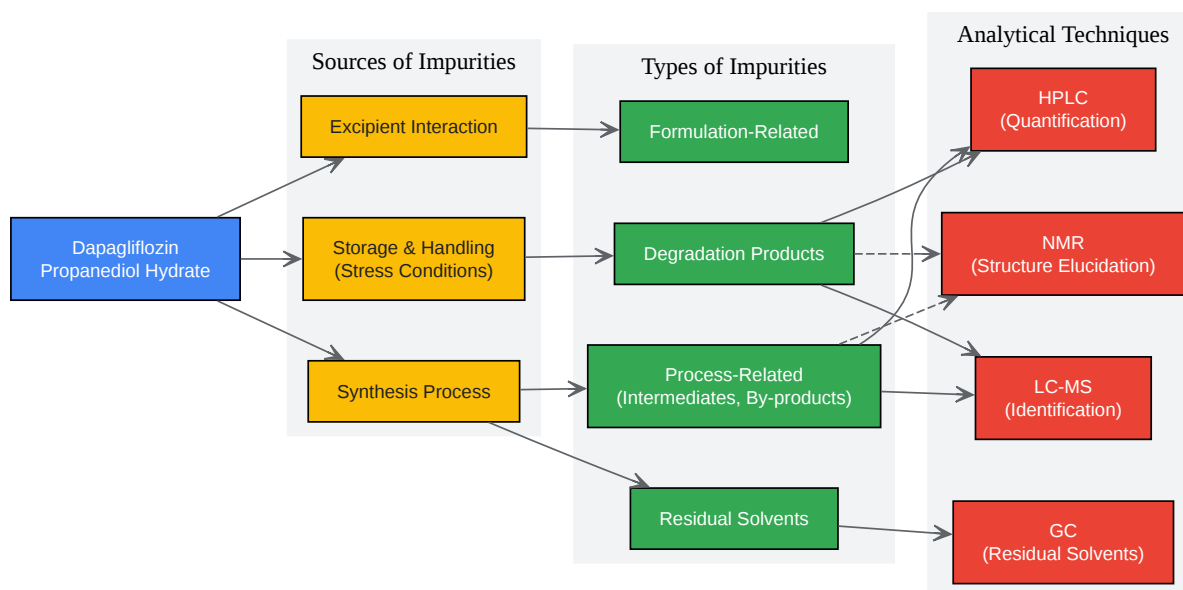 Sources of Impurities
Types of Impurities
Analytical Techniques
Dapagliflozin
Propanediol Hydrate
Excipient Interaction
Storage & Handling
(Stress Conditions)
Synthesis Process
Formulation-Related
Degradation Products
Process-Related
(Intermediates, By-products)
Residual Solvents
HPLC
(Quantification)
NMR
(Structure Elucidation)
LC-MS
(Identification)
GC
(Residual Solvents)